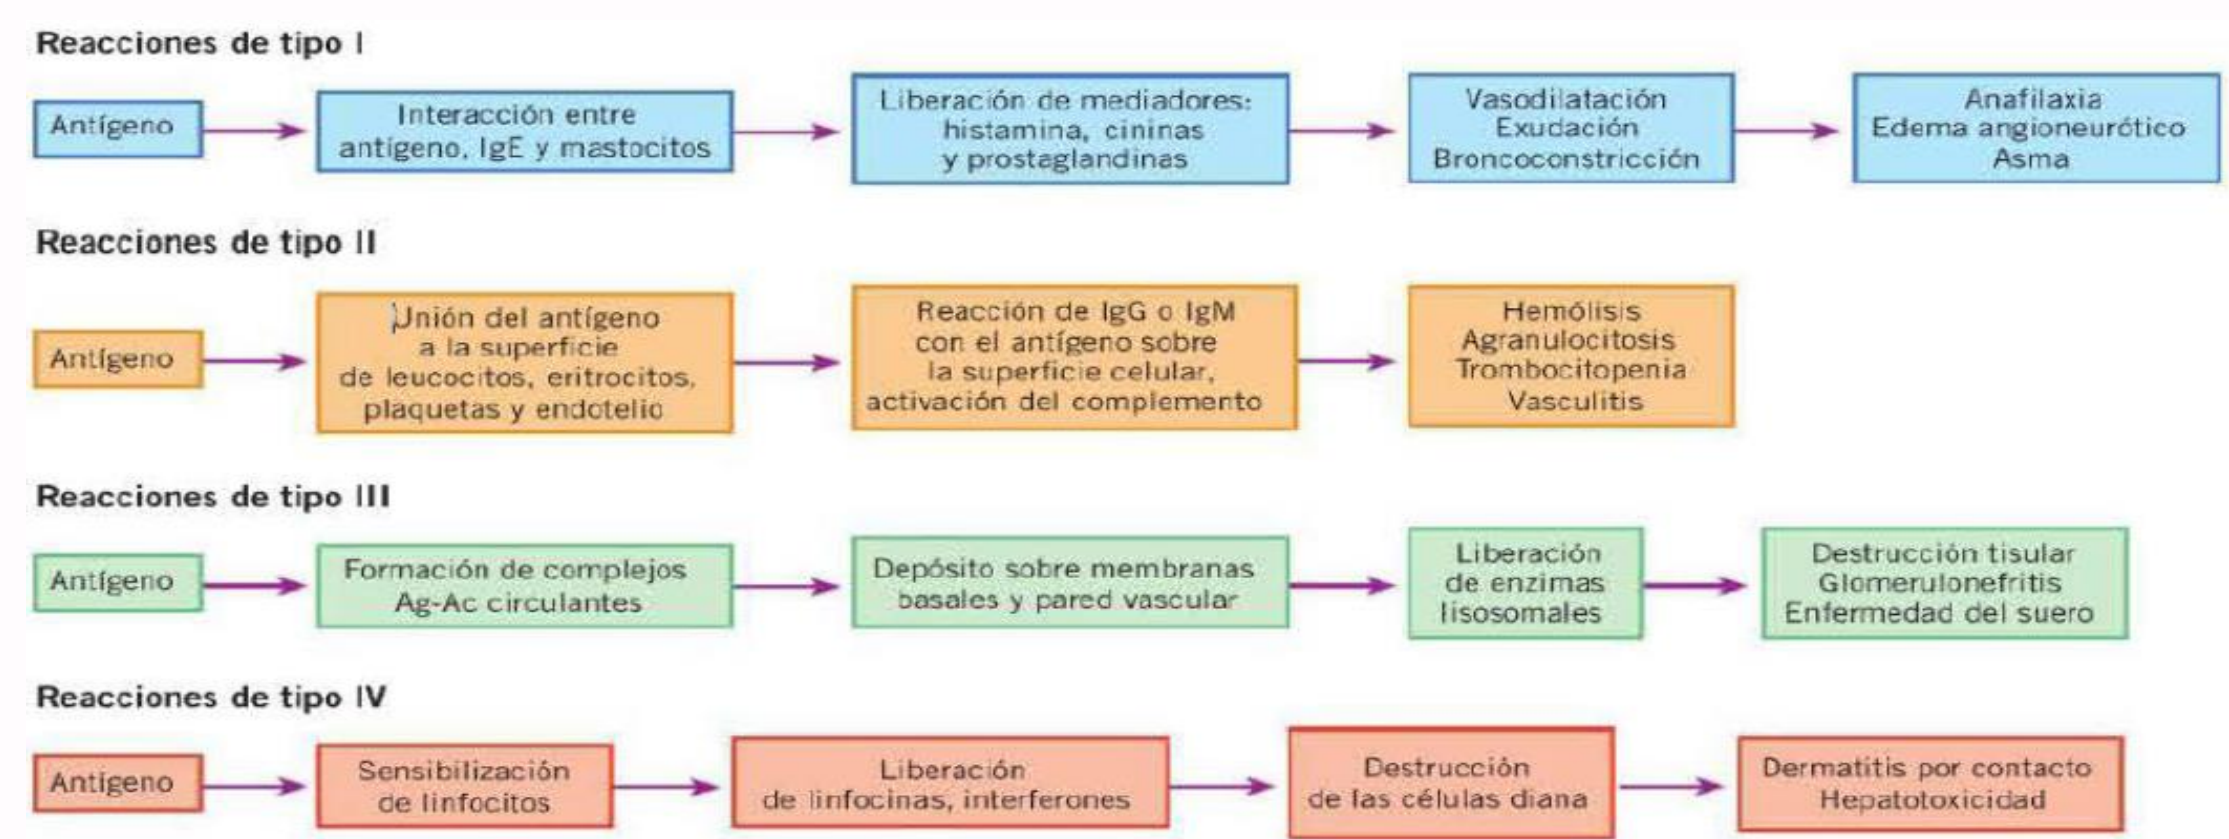 Reacciones de tipo I
Antígeno
Interacción entre
antígeno, IgE y mastocitos
Liberación de mediadores:
histamina, cininas
y prostaglandinas
Vasodilatación
Exudación
Broncoconstricción
Anafilaxia
Edema angioneurótico
Asma
Reacciones de tipo II
Antígeno
Unión del antígeno
a la superficie
de leucocitos, eritrocitos,
plaquetas y endotelio
Reacción de IgG o IgM
con el antígeno sobre
la superficie celular,
activación del complemento
Hemólisis
Agranulocitosis
Trombocitopenia
Vasculitis
Reacciones de tipo III
Antígeno
Formación de complejos
Ag-Ac circulantes
Depósito sobre membranas
basales y pared vascular
Liberación
de enzimas
lisosomales
Destrucción tisular
Glomerulonefritis
Enfermedad del suero
Reacciones de tipo IV
Antígeno
Sensibilización
de linfocitos
Liberación
de linfocinas, interferones
Destrucción
de las células diana
Dermatitis por contacto
Hepatotoxicidad